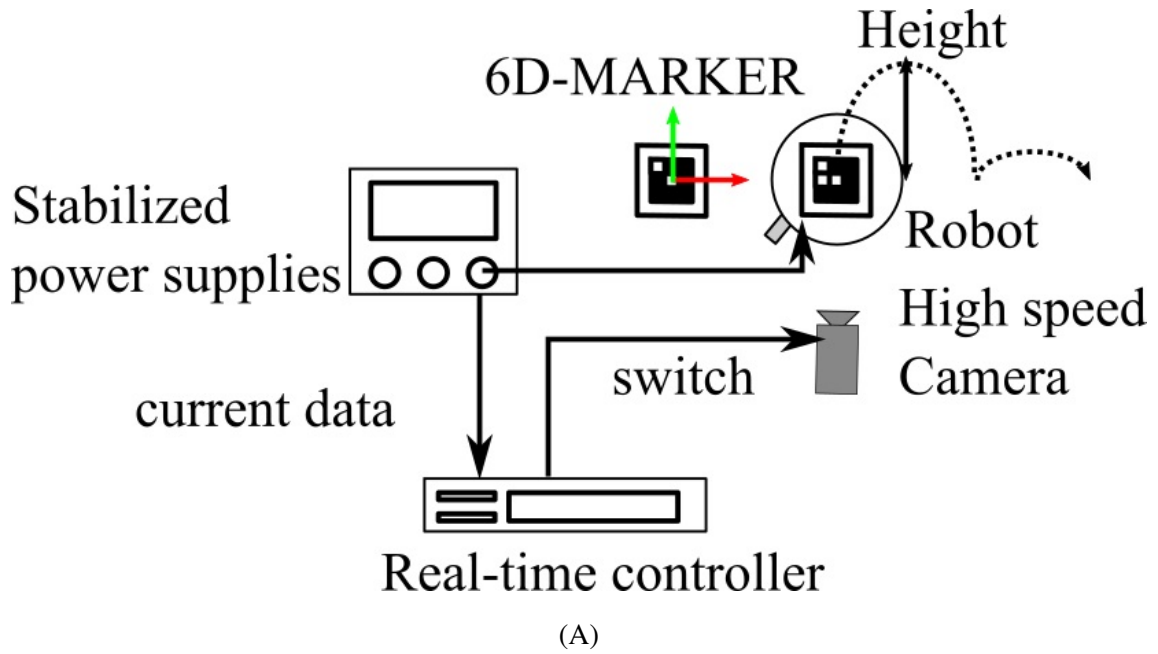 Height
6D-MARKER
Stabilized
power supplies
Robot
High speed
Camera
switch
current data
Real-time controller
(A)